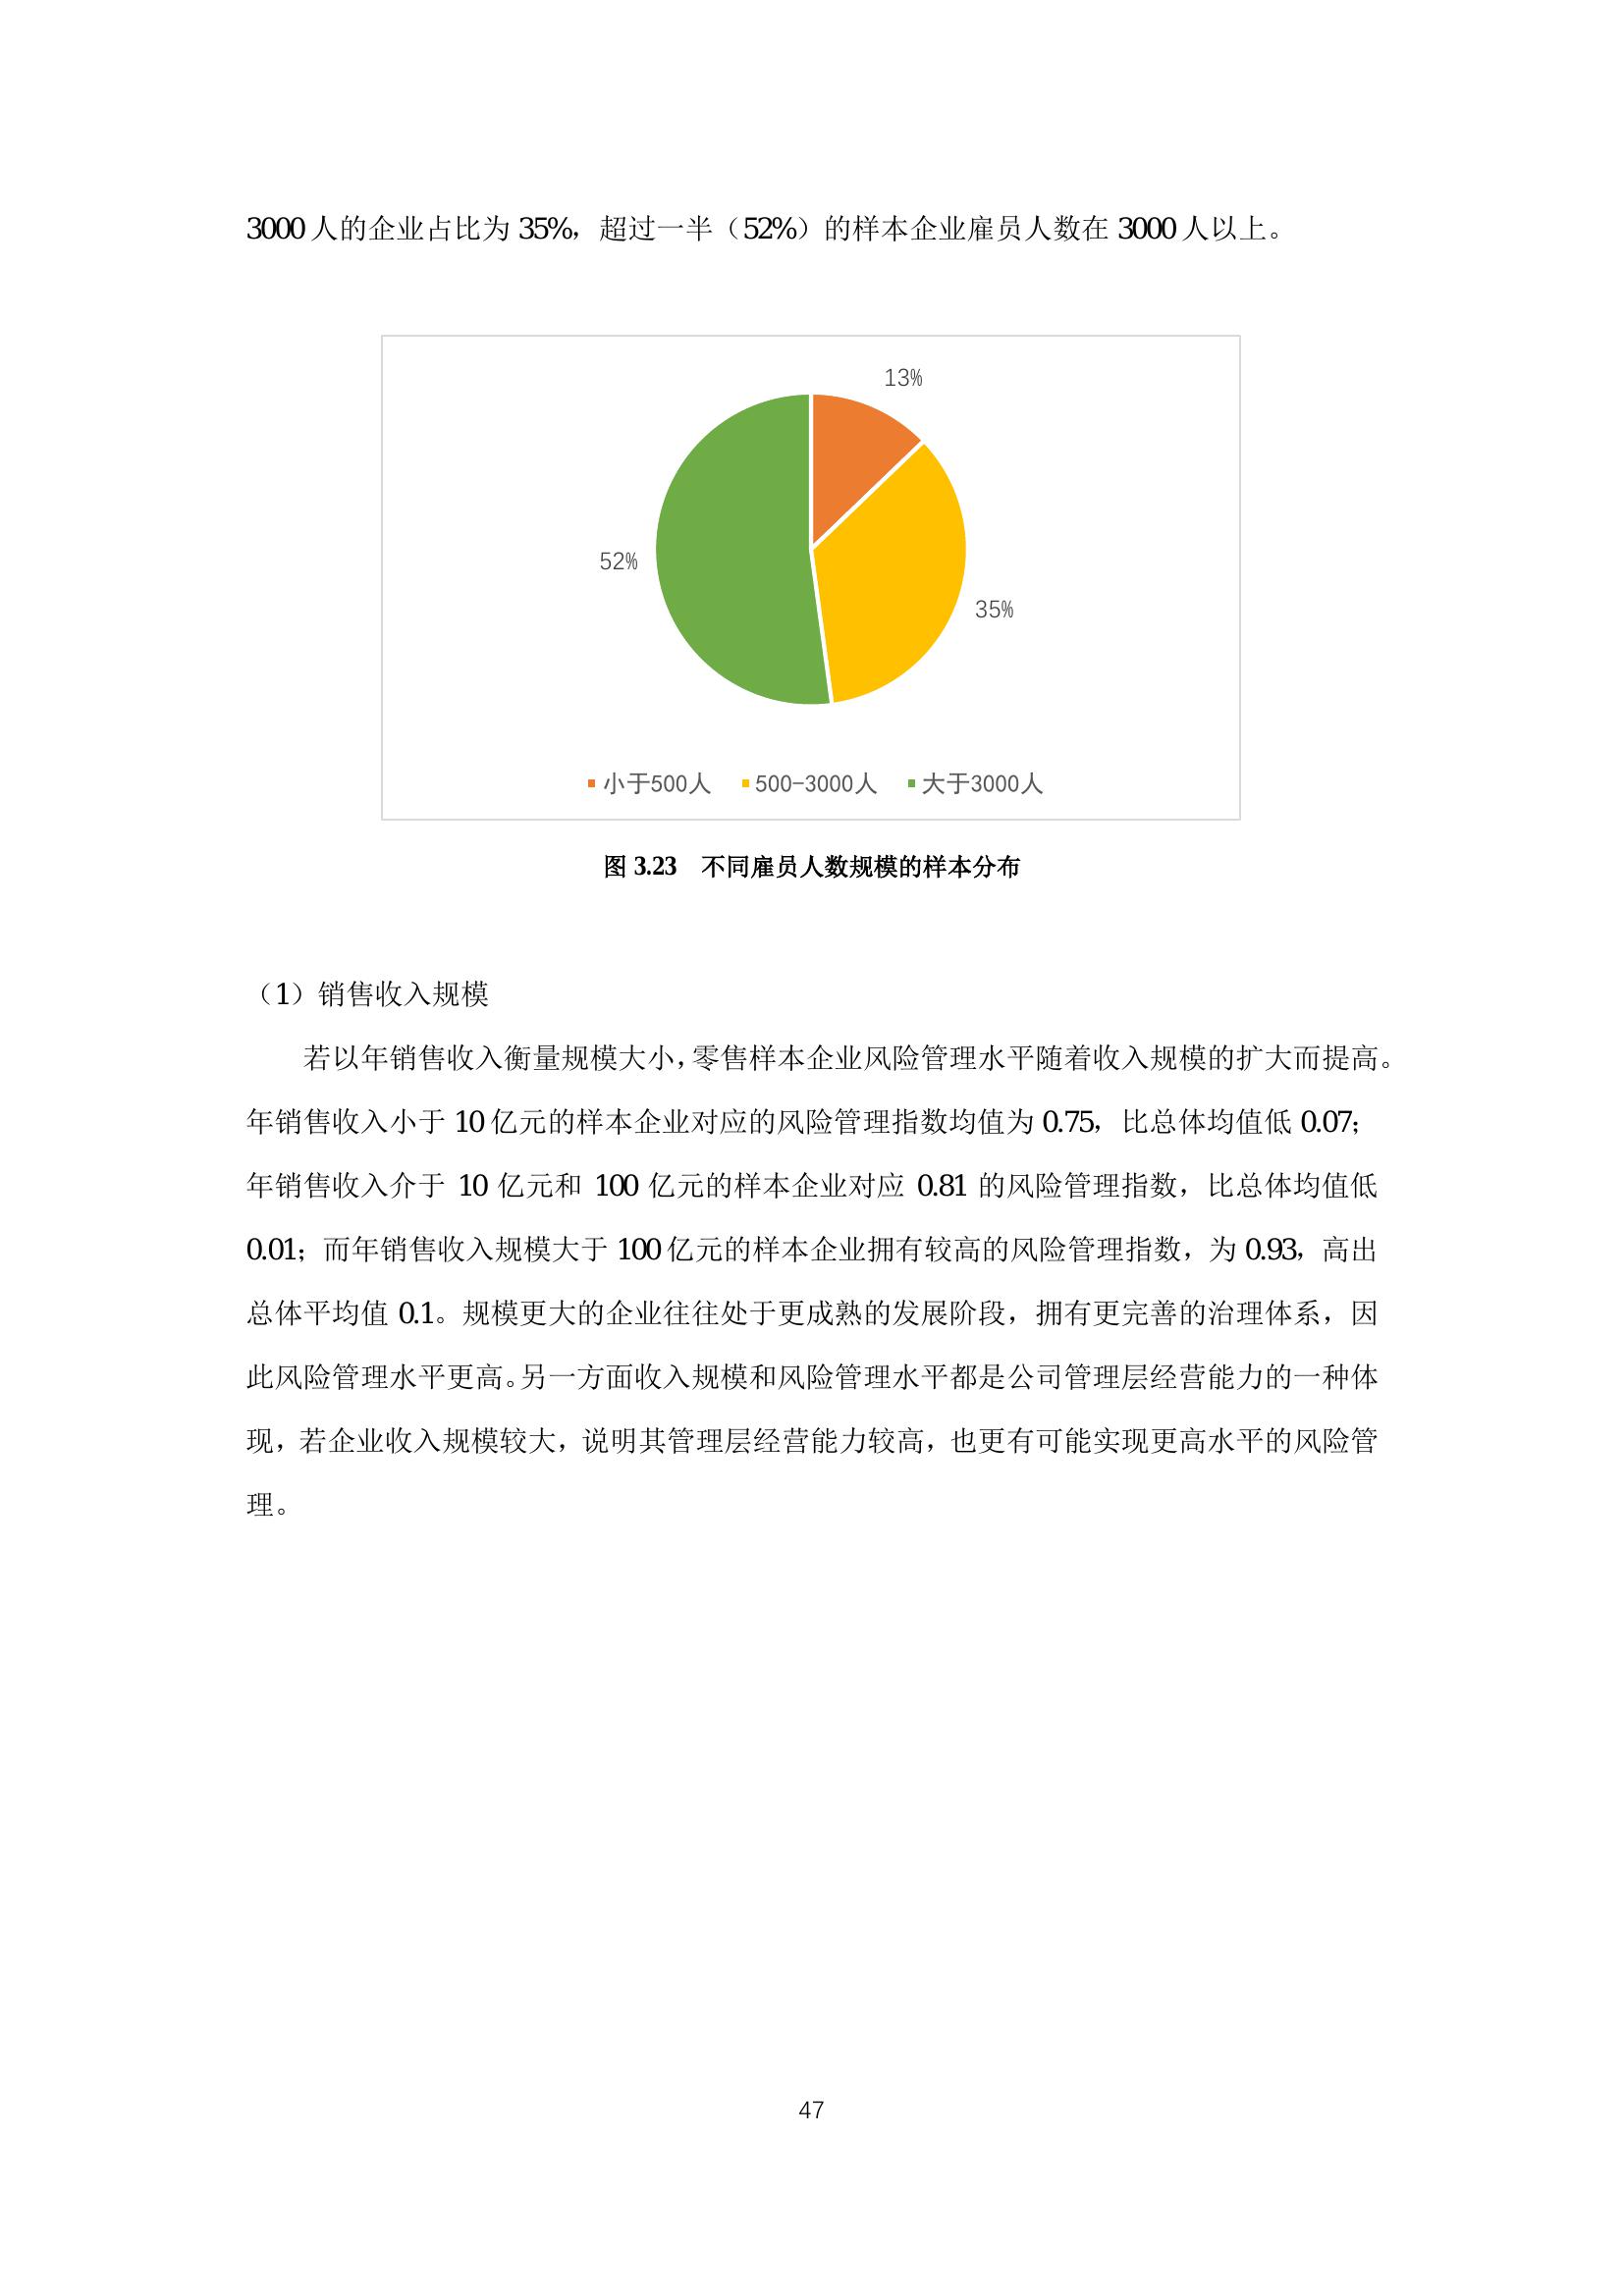 3000 人的企业占比为 35%，超过一半（52%）的样本企业雇员人数在 3000 人以上。
13%
52%
35%
小于500人 500-3000人 大于3000人
图 3.23 不同雇员人数规模的样本分布
（1）销售收入规模
若以年销售收入衡量规模大小，零售样本企业风险管理水平随着收入规模的扩大而提高。
年销售收入小于 10 亿元的样本企业对应的风险管理指数均值为 0.75，比总体均值低 0.07；
年销售收入介于 10 亿元和 100 亿元的样本企业对应 0.81 的风险管理指数，比总体均值低
0.01；而年销售收入规模大于 100 亿元的样本企业拥有较高的风险管理指数，为 0.93，高出
总体平均值 0.1。规模更大的企业往往处于更成熟的发展阶段，拥有更完善的治理体系，因
此风险管理水平更高。另一方面收入规模和风险管理水平都是公司管理层经营能力的一种体
现，若企业收入规模较大，说明其管理层经营能力较高，也更有可能实现更高水平的风险管
理。
47